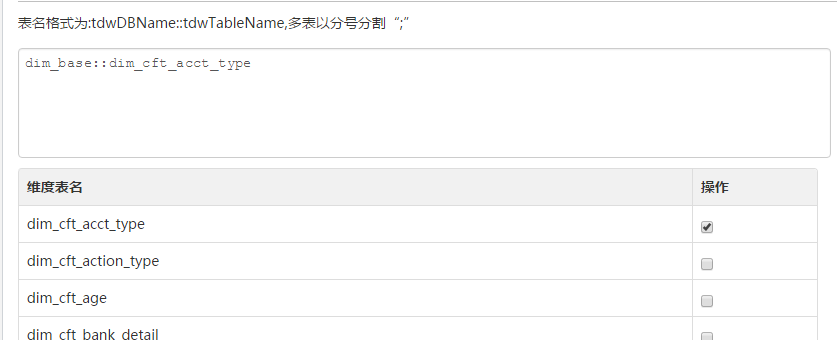 表名格式为:tdwDBName::tdwTableName,多表以分号分割“;”
dim_base::dim_cft_acct_type
维度表名 操作
dim_cft_acct_type
dim_cft_action_type
dim_cft_age
dim_cft_bank_detail